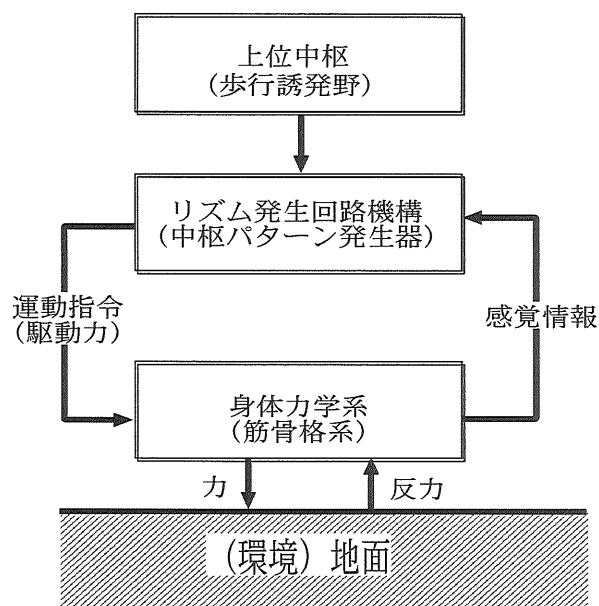 上位中枢
(歩行誘発野)
リズム発生回路機構
(中枢パターン発生器)
運動指令
(駆動力)
感覚情報
身体力学系
(筋骨格系)
力
反力
(環境)地面